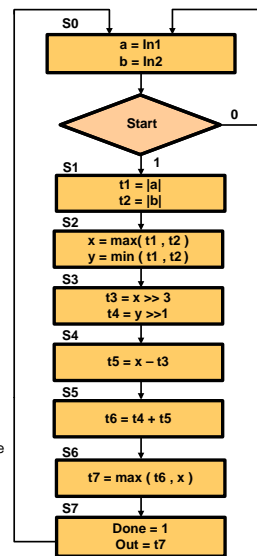 S0
a = In1
b = In2
Start
0
1
S1
t1 = |a|
t2 = |b|
S2
x = max( t1 , t2 )
y = min ( t1 , t2 )
S3
t3 = x >> 3
t4 = y >>1
S4
t5 = x – t3
S5
t6 = t4 + t5
e
S6
t7 = max ( t6 , x )
S7
Done = 1
Out = t7